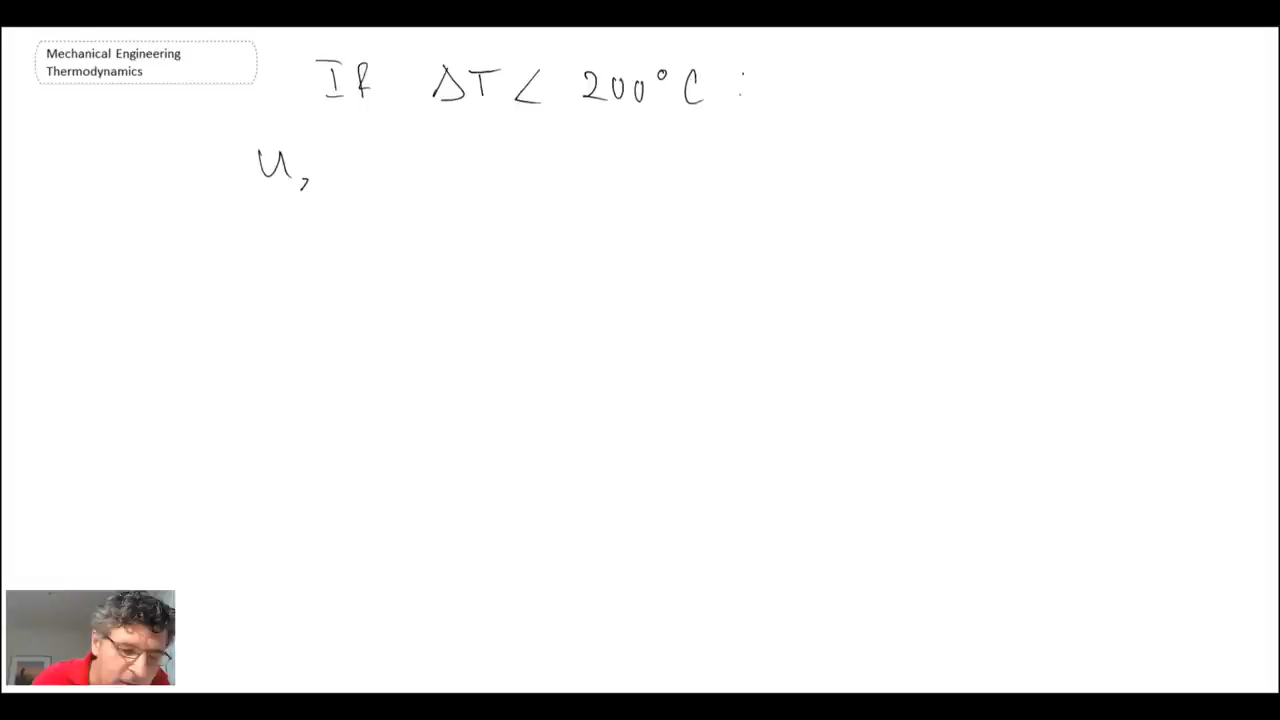 Mechanical Engineering
Thermodynamics
If ΔT < 200°C :
u,